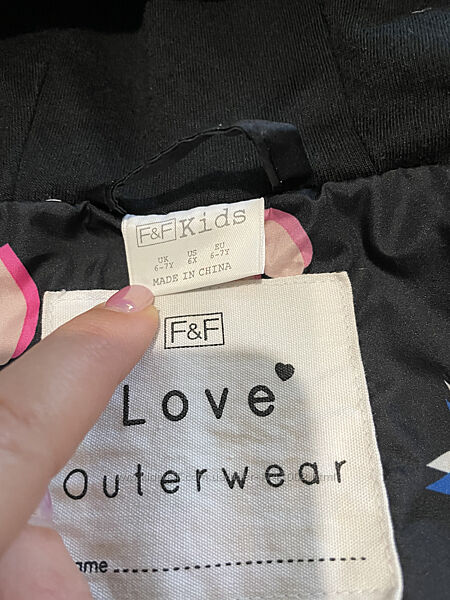 F&F Kids
UK US EU
6-7Y 6X 6-7Y
MADE IN CHINA
F&F
Love
Outerwear
ame